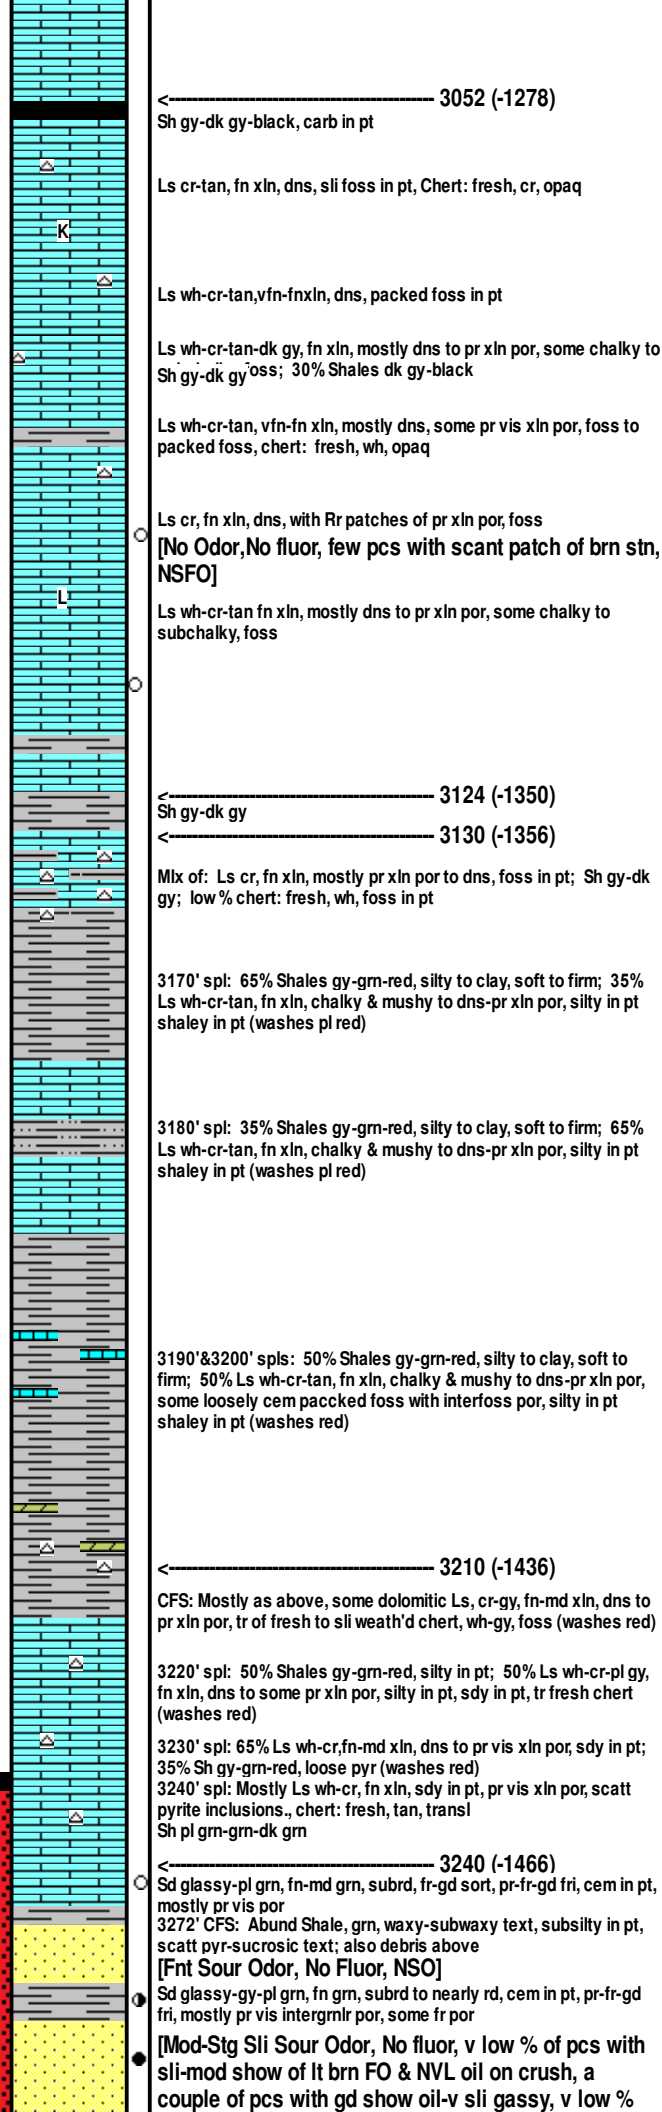 <---------------------------------------------- 3052 (-1278)
Sh gy-dk gy-black, carb in pt
Ls cr-tan, fn xln, dns, sli foss in pt, Chert: fresh, cr, opaq
K
Ls wh-cr-tan,vfn-fnxln, dns, packed foss in pt
Ls wh-cr-tan-dk gy, fn xln, mostly dns to pr xln por, some chalky to
foss; 30% Shales dk gy-black
Sh gy-dk gy
Ls wh-cr-tan, vfn-fn xln, mostly dns, some pr vis xln por, foss to
packed foss, chert: fresh, wh, opaq
Ls cr, fn xln, dns, with Rr patches of pr xln por, foss
[No Odor,No fluor, few pcs with scant patch of brn stn,
NSFO]
L
Ls wh-cr-tan fn xln, mostly dns to pr xln por, some chalky to
subchalky, foss
<---------------------------------------------- 3124 (-1350)
Sh gy-dk gy
<---------------------------------------------- 3130 (-1356)
MIx of: Ls cr, fn xln, mostly pr xln por to dns, foss in pt; Sh gy-dk
gy; low % chert: fresh, wh, foss in pt
3170' spl: 65% Shales gy-grn-red, silty to clay, soft to firm; 35%
Ls wh-cr-tan, fn xln, chalky & mushy to dns-pr xln por, silty in pt
shaley in pt (washes pl red)
3180' spl: 35% Shales gy-grn-red, silty to clay, soft to firm; 65%
Ls wh-cr-tan, fn xln, chalky & mushy to dns-pr xln por, silty in pt
shaley in pt (washes pl red)
3190'&3200' spls: 50% Shales gy-grn-red, silty to clay, soft to
firm; 50% Ls wh-cr-tan, fn xln, chalky & mushy to dns-pr xln por,
some loosely cem paccked foss with interfoss por, silty in pt
shaley in pt (washes red)
<---------------------------------------------- 3210 (-1436)
CFS: Mostly as above, some dolomitic Ls, cr-gy, fn-md xln, dns to
pr xln por, tr of fresh to sli weath'd chert, wh-gy, foss (washes red)
3220' spl: 50% Shales gy-grn-red, silty in pt; 50% Ls wh-cr-pl gy,
fn xln, dns to some pr xln por, silty in pt, sdy in pt, tr fresh chert
(washes red)
3230' spl: 65% Ls wh-cr,fn-md xln, dns to pr vis xln por, sdy in pt;
35% Sh gy-grn-red, loose pyr (washes red)
3240' spl: Mostly Ls wh-cr, fn xln, sdy in pt, pr vis xln por, scatt
pyrite inclusions., chert: fresh, tan, transl
Sh pl grn-grn-dk grn
<---------------------------------------------- 3240 (-1466)
Sd glassy-pl grn, fn-md grn, subrd, fr-gd sort, pr-fr-gd fri, cem in pt,
mostly pr vis por
3272' CFS: Abund Shale, grn, waxy-subwaxy text, subsilty in pt,
scatt pyr-sucrosic text; also debris above
[Fnt Sour Odor, No Fluor, NSO]
Sd glassy-gy-pl grn, fn grn, subrd to nearly rd, cem in pt, pr-fr-gd
fri, mostly pr vis intergrnlr por, some fr por
[Mod-Stg Sli Sour Odor, No fluor, v low % of pcs with
sli-mod show of lt brn FO & NVL oil on crush, a
couple of pcs with gd show oil-v sli gassy, v low %